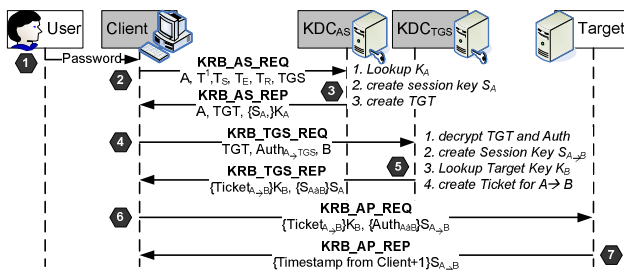 User Client KDCAS KDCTGS Target
1 Password
KRB_AS_REQ
2 A, T¹,TS, TE, TR, TGS
1. Lookup KA
2. create session key SA
3. create TGT
KRB_AS_REP 3
A, TGT, {SA,}KA
4 KRB_TGS_REQ
TGT, AuthA→TGS, B
1. decrypt TGT and Auth
2. create Session Key SA→B
3. Lookup Target Key KB
4. create Ticket for A→ B
KRB_TGS_REP 5
{TicketA→B}KB, {SAàB}SA
6 KRB_AP_REQ
{TicketA→B}KB, {AuthAàB}SA→B
KRB_AP_REP 7
{Timestamp from Client+1}SA→B